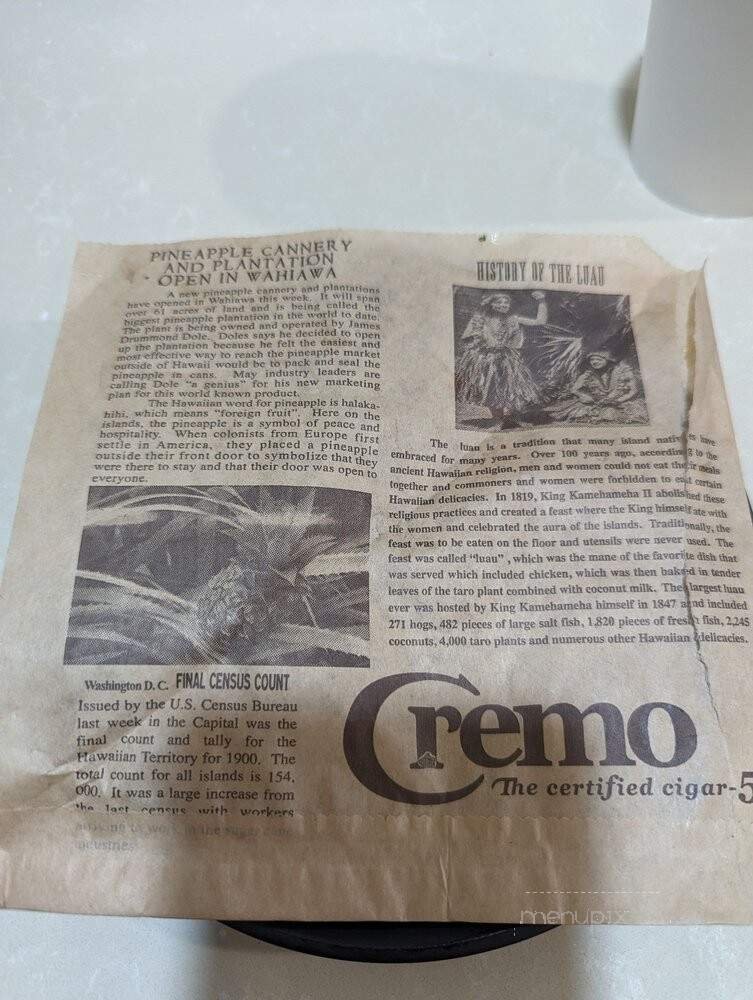 PINEAPPLE CANNERY
AND PLANTATION
OPEN IN WAHIAWA
A new pineapple cannery and plantations
have opened in Wahiawa this week. It will span
over 61 acres of land and is being called the
biggest pineapple plantation in the world to date.
The plant is being owned and operated by James
Drummond Dole. Doles says he decided to open
up the plantation because he felt the easiest and
most effective way to reach the pineapple market
outside of Hawaii would be to pack and seal the
pineapple in cans. May industry leaders are
calling Dole "a genius" for his new marketing
plan for this world known product.
The Hawaiian word for pineapple is halaka-
hihi, which means "foreign fruit". Here on the
islands, the pineapple is a symbol of peace and
hospitality. When colonists from Europe first
settle in America, they placed a pineapple
outside their front door to symbolize that they
were there to stay and that their door was open to
everyone.
Washington D. C. FINAL CENSUS COUNT
Issued by the U.S. Census Bureau
last week in the Capital was the
final count and tally for the
Hawaiian Territory for 1900. The
total count for all islands is 154,
000. It was a large increase from
the last census with workers
to work in the sugar cane
industries
HISTORY OF THE LUAU
The luau is a tradition that many island natives have
embraced for many years. Over 100 years ago, according to the
ancient Hawaiian religion, men and women could not eat their meals
together and commoners and women were forbidden to eat certain
Hawaiian delicacies. In 1819, King Kamehameha II abolished these
religious practices and created a feast where the King himself ate with
the women and celebrated the aura of the islands. Traditionally, the
feast was to be eaten on the floor and utensils were never used. The
feast was called "luau" , which was the mane of the favorite dish that
was served which included chicken, which was then baked in tender
leaves of the taro plant combined with coconut milk. The largest luau
ever was hosted by King Kamehameha himself in 1847 and included
271 hogs, 482 pieces of large salt fish, 1,820 pieces of fresh fish, 2,245
coconuts, 4,000 taro plants and numerous other Hawaiian delicacies.
Cremo
The certified cigar-5
menupix